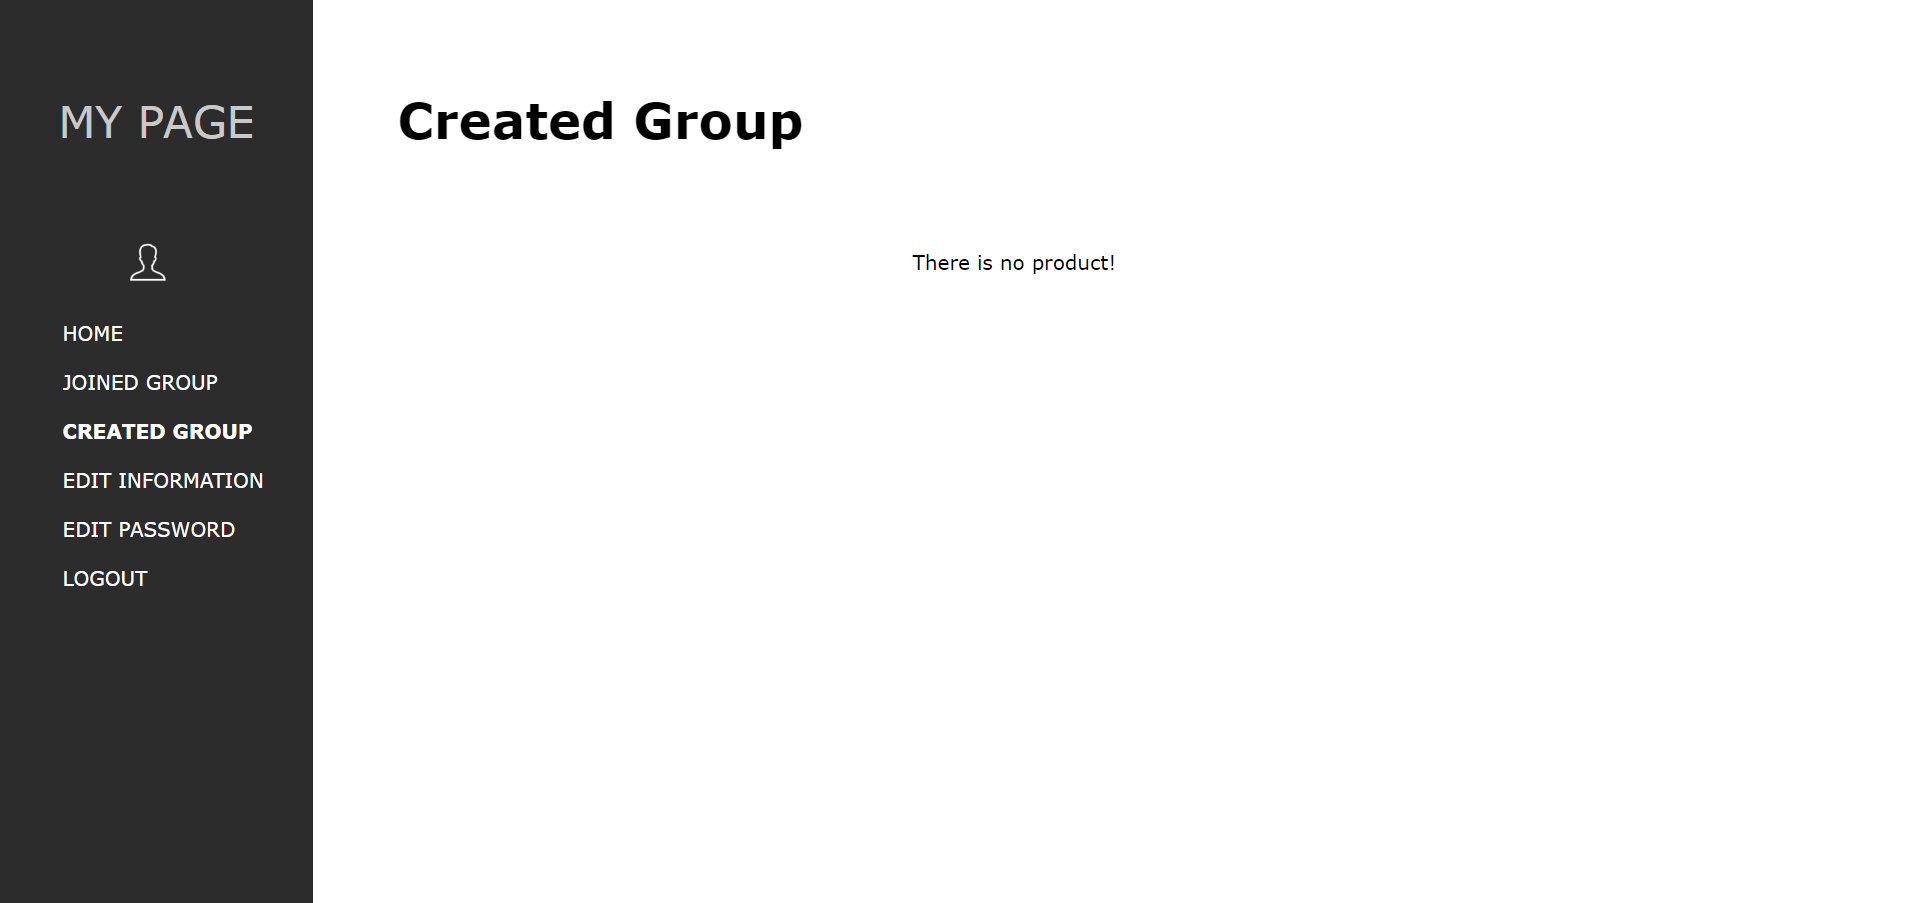 MY PAGE
HOME
JOINED GROUP
CREATED GROUP
EDIT INFORMATION
EDIT PASSWORD
LOGOUT
Created Group
There is no product!